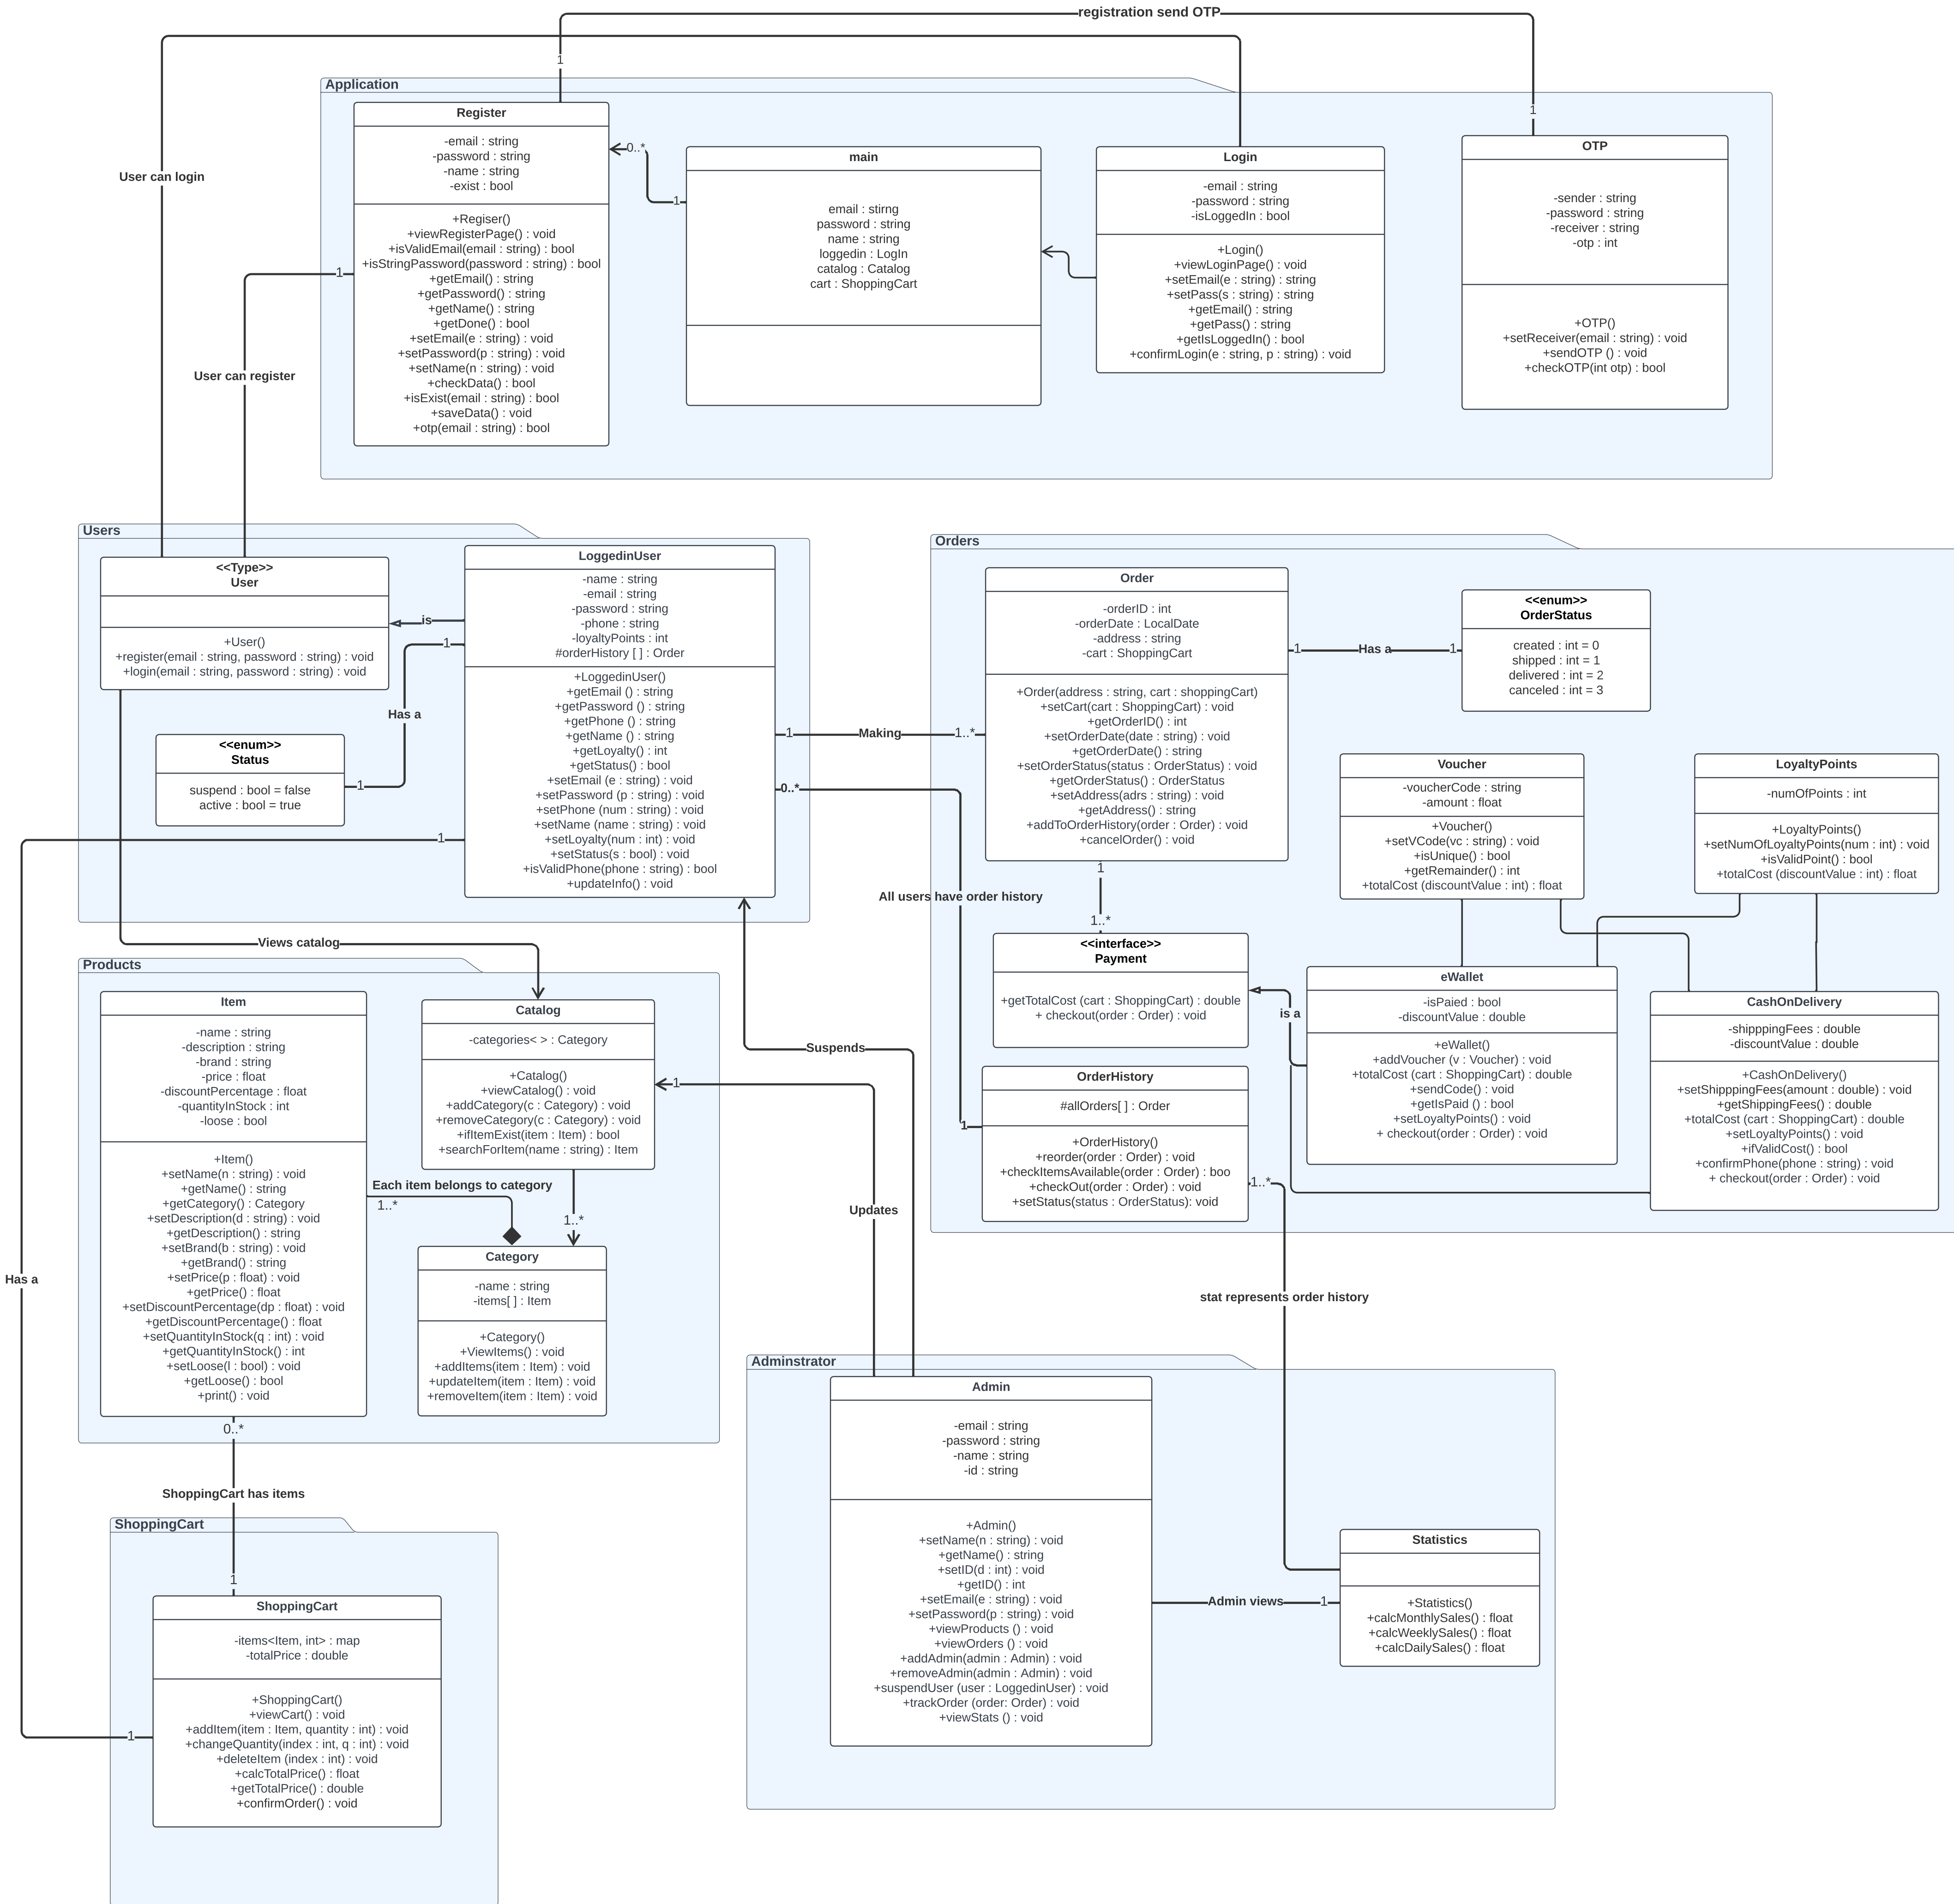 registration send OTP
1
1
User can login
Application
Register
-email : string
-password : string
-name : string
-exist : bool
+Regiser()
+viewRegisterPage() : void
+isValidEmail(email : string) : bool
+isStringPassword(password : string) : bool
+getEmail() : string
+getPassword() : string
+getName() : string
+getDone() : bool
+setEmail(e : string) : void
+setPassword(p : string) : void
+setName(n : string) : void
+checkData() : bool
+isExist(email : string) : bool
+saveData() : void
+otp(email : string) : bool
0..*
1
main
email : stirng
password : string
name : string
loggedin : LogIn
catalog : Catalog
cart : ShoppingCart
Login
-email : string
-password : string
-isLoggedIn : bool
+Login()
+viewLoginPage() : void
+setEmail(e : string) : string
+setPass(s : string) : string
+getEmail() : string
+getPass() : string
+getIsLoggedIn() : bool
+confirmLogin(e : string, p : string) : void
OTP
-sender : string
-password : string
-receiver : string
-otp : int
+OTP()
+setReceiver(email : string) : void
+sendOTP () : void
+checkOTP(int otp) : bool
1
User can register
Users
<<Type>>
User
+User()
+register(email : string, password : string) : void
+login(email : string, password : string) : void
is
1
Has a
1
<<enum>>
Status
suspend : bool = false
active : bool = true
1
LoggedinUser
-name : string
-email : string
-password : string
-phone : string
-loyaltyPoints : int
#orderHistory [ ] : Order
+LoggedinUser()
+getEmail () : string
+getPassword () : string
+getPhone () : string
+getName () : string
+getLoyalty() : int
+getStatus() : bool
+setEmail (e : string) : void
+setPassword (p : string) : void
+setPhone (num : string) : void
+setName (name : string) : void
+setLoyalty(num : int) : void
+setStatus(s : bool) : void
+isValidPhone(phone : string) : bool
+updateInfo() : void
1
Making
1..*
0..*
All users have order history
1
Orders
Order
-orderID : int
-orderDate : LocalDate
-address : string
-cart : ShoppingCart
+Order(address : string, cart : shoppingCart)
+setCart(cart : ShoppingCart) : void
+getOrderID() : int
+setOrderDate(date : string) : void
+getOrderDate() : string
+setOrderStatus(status : OrderStatus) : void
+getOrderStatus() : OrderStatus
+setAddress(adrs : string) : void
+getAddress() : string
+addToOrderHistory(order : Order) : void
+cancelOrder() : void
1
Has a
1
<<enum>>
OrderStatus
created : int = 0
shipped : int = 1
delivered : int = 2
canceled : int = 3
Voucher
-voucherCode : string
-amount : float
+Voucher()
+setVCode(vc : string) : void
+isUnique() : bool
+getRemainder() : int
+totalCost (discountValue : int) : float
LoyaltyPoints
-numOfPoints : int
+LoyaltyPoints()
+setNumOfLoyaltyPoints(num : int) : void
+isValidPoint() : bool
+totalCost (discountValue : int) : float
1
1..*
<<interface>>
Payment
+getTotalCost (cart : ShoppingCart) : double
+ checkout(order : Order) : void
is a
eWallet
-isPaied : bool
-discountValue : double
+eWallet()
+addVoucher (v : Voucher) : void
+totalCost (cart : ShoppingCart) : double
+sendCode() : void
+getIsPaid () : bool
+setLoyaltyPoints() : void
+ checkout(order : Order) : void
CashOnDelivery
-shipppingFees : double
-discountValue : double
+CashOnDelivery()
+setShipppingFees(amount : double) : void
+getShippingFees() : double
+totalCost (cart : ShoppingCart) : double
+setLoyaltyPoints() : void
+ifValidCost() : bool
+confirmPhone(phone : string) : void
+ checkout(order : Order) : void
OrderHistory
#allOrders[ ] : Order
+OrderHistory()
+reorder(order : Order) : void
+checkItemsAvailable(order : Order) : boo
+checkOut(order : Order) : void
+setStatus(status : OrderStatus): void
1..*
stat represents order history
Views catalog
Products
Item
-name : string
-description : string
-brand : string
-price : float
-discountPercentage : float
-quantityInStock : int
-loose : bool
+Item()
+setName(n : string) : void
+getName() : string
+getCategory() : Category
+setDescription(d : string) : void
+getDescription() : string
+setBrand(b : string) : void
+getBrand() : string
+setPrice(p : float) : void
+getPrice() : float
+setDiscountPercentage(dp : float) : void
+getDiscountPercentage() : float
+setQuantityInStock(q : int) : void
+getQuantityInStock() : int
+setLoose(l : bool) : void
+getLoose() : bool
+print() : void
Catalog
-categories< > : Category
+Catalog()
+viewCatalog() : void
+addCategory(c : Category) : void
+removeCategory(c : Category) : void
+ifItemExist(item : Item) : bool
+searchForItem(name : string) : Item
1
Suspends
Updates
Each item belongs to category
1..*
1..*
Category
-name : string
-items[ ] : Item
+Category()
+ViewItems() : void
+addItems(item : Item) : void
+updateItem(item : Item) : void
+removeItem(item : Item) : void
Has a
0..*
ShoppingCart has items
1
ShoppingCart
ShoppingCart
-items<Item, int> : map
-totalPrice : double
+ShoppingCart()
+viewCart() : void
+addItem(item : Item, quantity : int) : void
+changeQuantity(index : int, q : int) : void
+deleteItem (index : int) : void
+calcTotalPrice() : float
+getTotalPrice() : double
+confirmOrder() : void
1
Adminstrator
Admin
-email : string
-password : string
-name : string
-id : string
+Admin()
+setName(n : string) : void
+getName() : string
+setID(d : int) : void
+getID() : int
+setEmail(e : string) : void
+setPassword(p : string) : void
+viewProducts () : void
+viewOrders () : void
+addAdmin(admin : Admin) : void
+removeAdmin(admin : Admin) : void
+suspendUser (user : LoggedinUser) : void
+trackOrder (order: Order) : void
+viewStats () : void
Admin views
1
Statistics
+Statistics()
+calcMonthlySales() : float
+calcWeeklySales() : float
+calcDailySales() : float